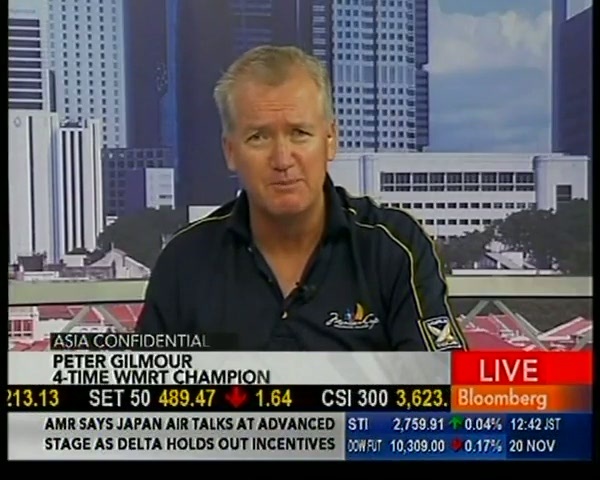 ASIA CONFIDENTIAL
PETER GILMOUR
4-TIME WMRT CHAMPION
LIVE
213.13 SET 50 489.47 1.64 CSI 300 3,623.
Bloomberg
AMR SAYS JAPAN AIR TALKS AT ADVANCED
STAGE AS DELTA HOLDS OUT INCENTIVES
STI 2,759.91 0.04% 12:42 JST
DOW FUT 10,309.00 0.17% 20 NOV